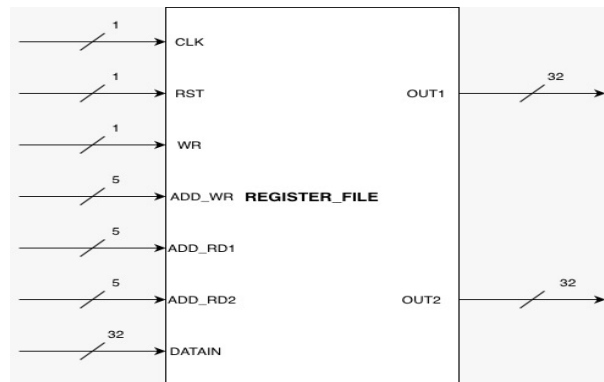 1
CLK
1
32
RST
OUT1
1
WR
5
ADD_WR REGISTER_FILE
5
ADD_RD1
5
32
ADD_RD2
OUT2
32
DATAIN